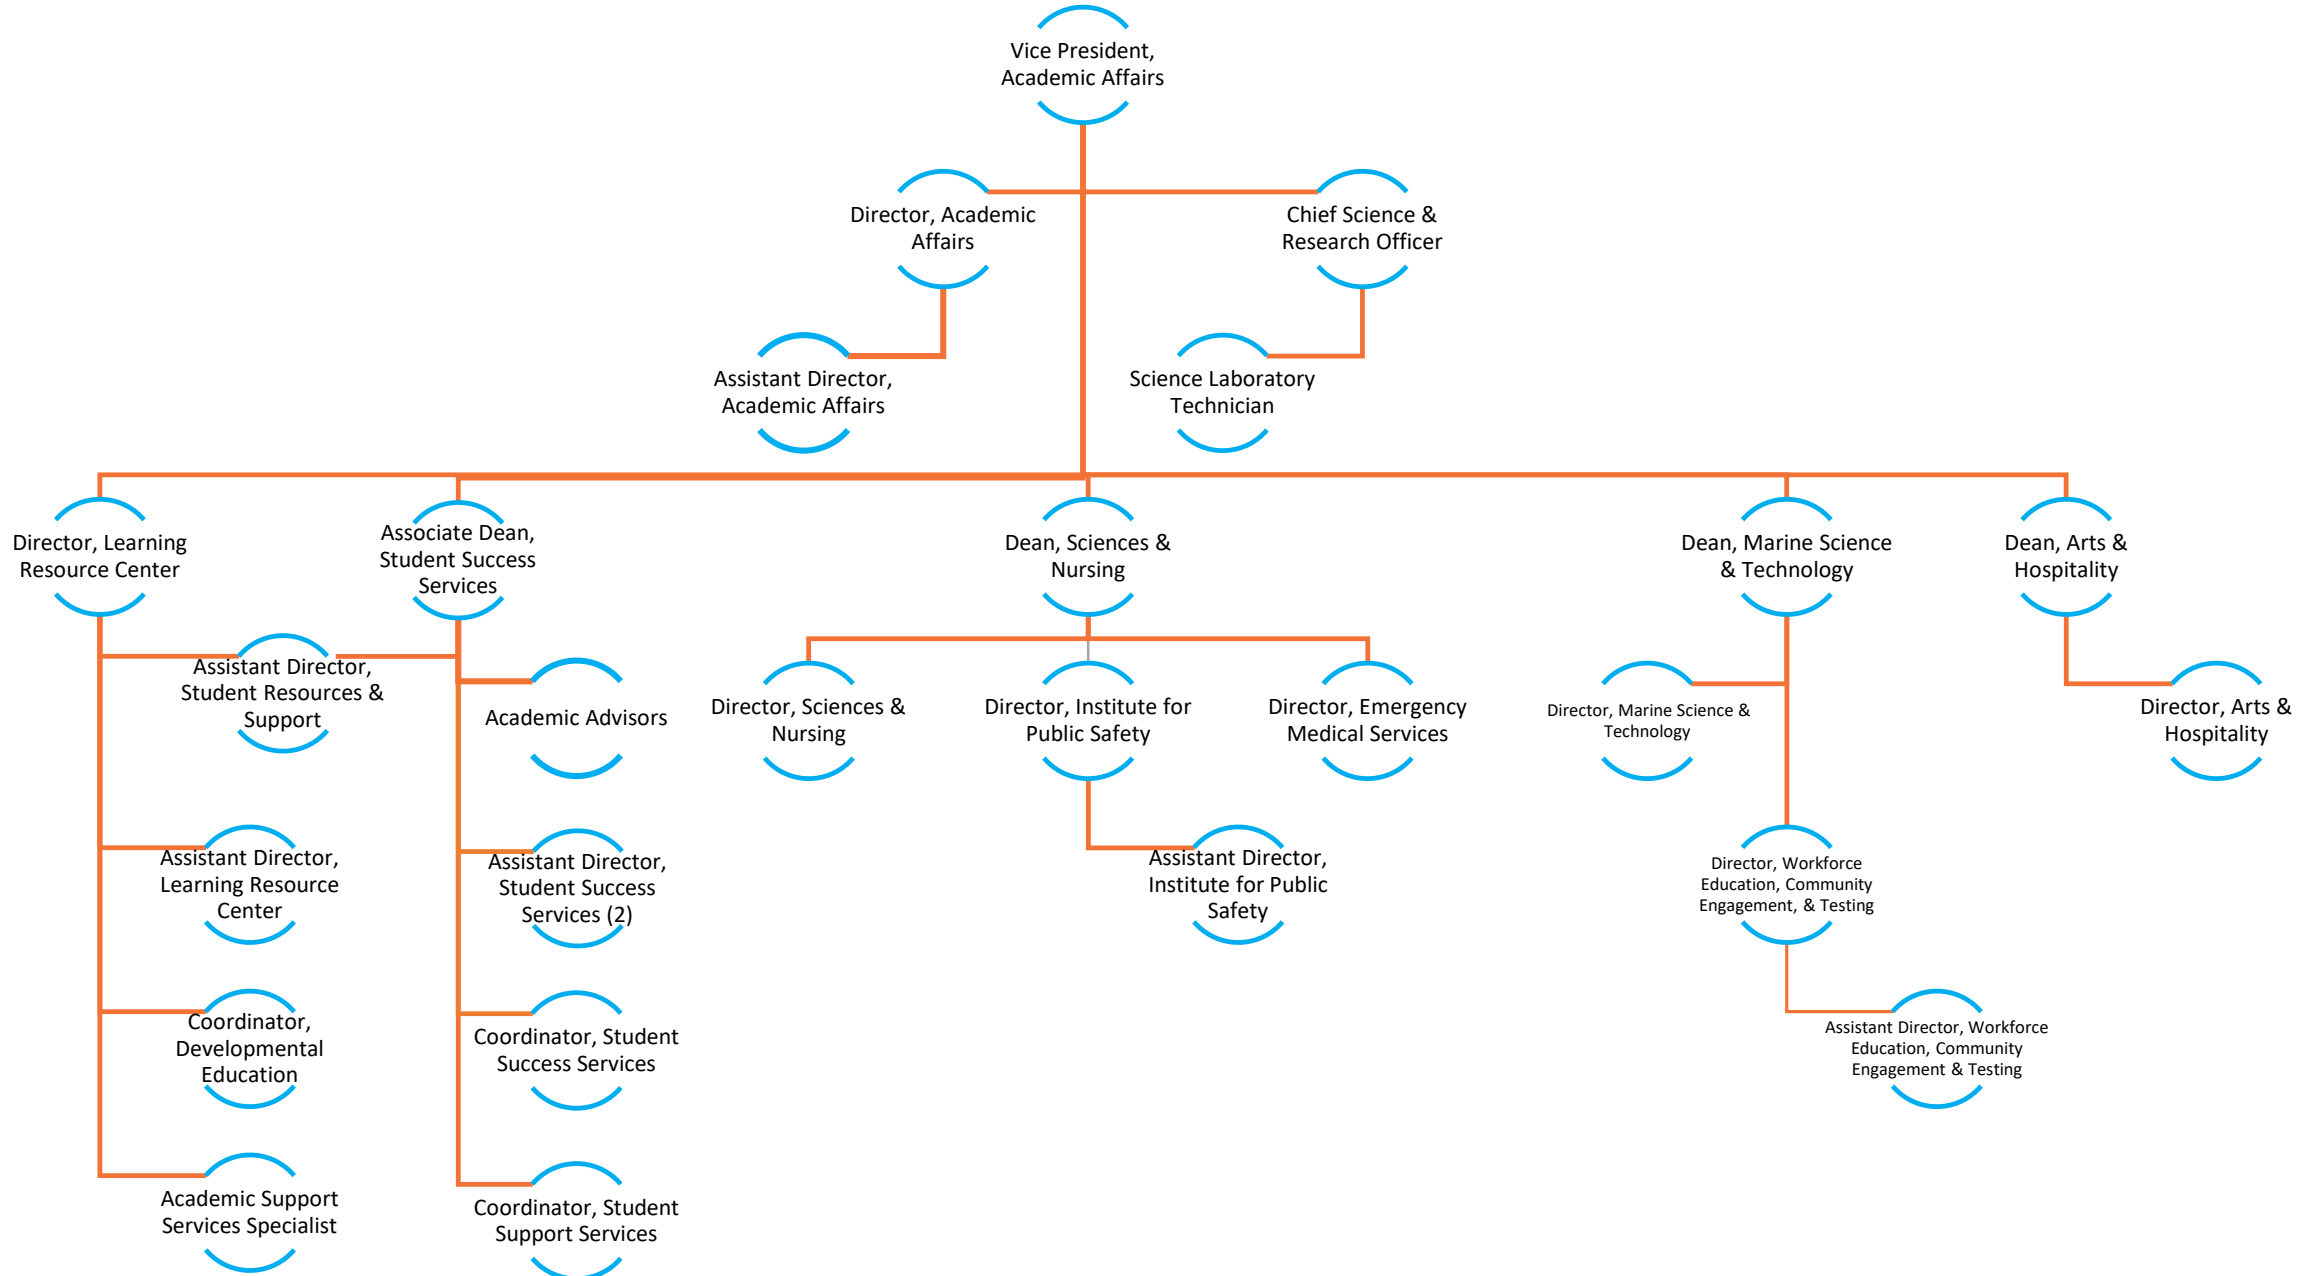 Vice President,
Academic Affairs
Director, Academic
Affairs
Chief Science &
Research Officer
Assistant Director,
Academic Affairs
Science Laboratory
Technician
Director, Learning
Resource Center
Associate Dean,
Student Success
Services
Dean, Sciences &
Nursing
Dean, Marine Science
& Technology
Dean, Arts &
Hospitality
Assistant Director,
Student Resources &
Support
Academic Advisors
Director, Sciences &
Nursing
Director, Institute for
Public Safety
Director, Emergency
Medical Services
Director, Marine Science &
Technology
Director, Arts &
Hospitality
Assistant Director,
Learning Resource
Center
Assistant Director,
Student Success
Services (2)
Assistant Director,
Institute for Public
Safety
Director, Workforce
Education, Community
Engagement, & Testing
Coordinator,
Developmental
Education
Coordinator, Student
Success Services
Assistant Director, Workforce
Education, Community
Engagement & Testing
Academic Support
Services Specialist
Coordinator, Student
Support Services